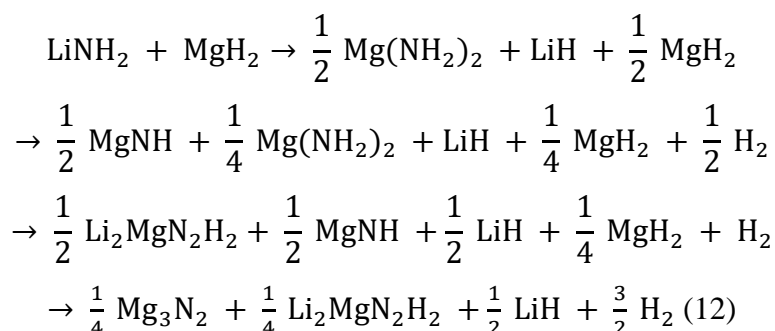 LiNH₂ + MgH₂ → 1/2 Mg(NH₂)₂ + LiH + 1/2 MgH₂
→ 1/2 MgNH + 1/4 Mg(NH₂)₂ + LiH + 1/4 MgH₂ + 1/2 H₂
→ 1/2 Li₂MgN₂H₂ + 1/2 MgNH + 1/2 LiH + 1/4 MgH₂ + H₂
→ 1/4 Mg₃N₂ + 1/4 Li₂MgN₂H₂ + 1/2 LiH + 3/2 H₂ (12)